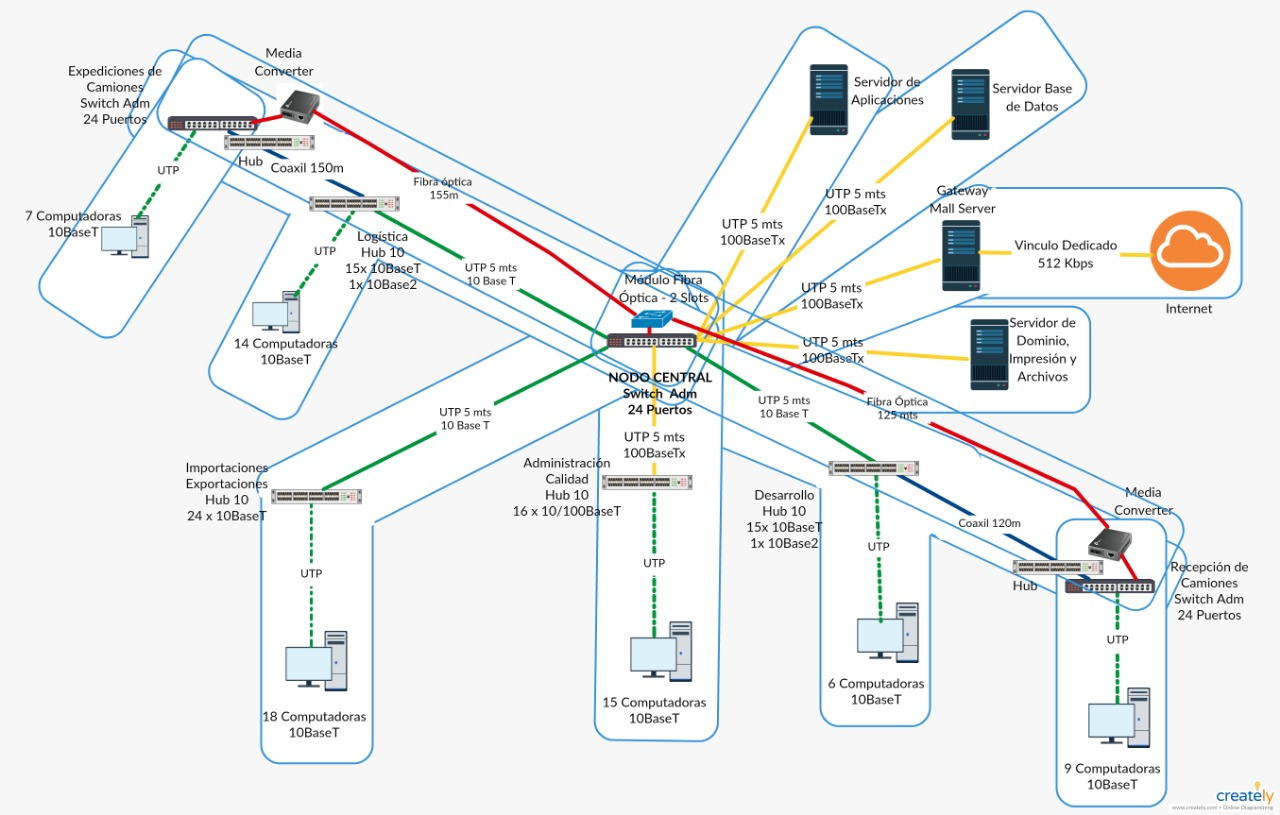 Media
Converter
Expediciones de
Camiones
Switch Adm
24 Puertos
Hub
Coaxil 150m
UTP
7 Computadoras
10BaseT
Fibra óptica
155m
UTP
Logística
Hub 10
15x 10BaseT
1x 10Base2
14 Computadoras
10BaseT
UTP 5 mts
10 Base T
Módulo Fibra
Óptica - 2 Slots
NODO CENTRAL
Switch Adm
24 Puertos
Servidor de
Aplicaciones
UTP 5 mts
100BaseTx
Servidor Base
de Datos
UTP 5 mts
100BaseTx
Gateway
Mall Server
UTP 5 mts
100BaseTx
Vinculo Dedicado
512 Kbps
Internet
UTP 5 mts
100BaseTx
Servidor de
Dominio,
Impresión y
Archivos
UTP 5 mts
10 Base T
Importaciones
Exportaciones
Hub 10
24 x 10BaseT
UTP
18 Computadoras
10BaseT
UTP 5 mts
100BaseTx
Administración
Calidad
Hub 10
16 x 10/100BaseT
UTP
15 Computadoras
10BaseT
UTP 5 mts
10 Base T
Desarrollo
Hub 10
15x 10BaseT
1x 10Base2
UTP
6 Computadoras
10BaseT
Fibra Óptica
125 mts
Coaxil 120m
Media
Converter
Hub
Recepción de
Camiones
Switch Adm
24 Puertos
UTP
9 Computadoras
10BaseT
creately
www.creately.com • Online Diagramming